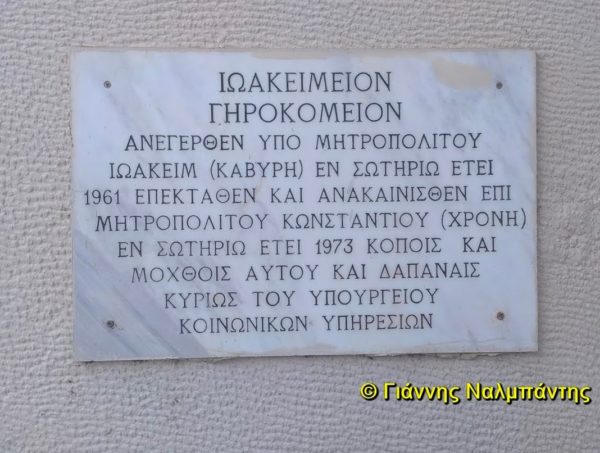 ΙΩΑΚΕΙΜΕΙΟΝ
ΓΗΡΟΚΟΜΕΙΟΝ
ΑΝΕΓΕΡΘΕΝ ΥΠΟ ΜΗΤΡΟΠΟΛΙΤΟΥ
ΙΩΑΚΕΙΜ (ΚΑΒΥΡΗ) ΕΝ ΣΩΤΗΡΙΩ ΕΤΕΙ
1961 ΕΠΕΚΤΑΘΕΝ ΚΑΙ ΑΝΑΚΑΙΝΙΣΘΕΝ ΕΠΙ
ΜΗΤΡΟΠΟΛΙΤΟΥ ΚΩΝΣΤΑΝΤΙΟΥ (ΧΡΟΝΗ)
ΕΝ ΣΩΤΗΡΙΩ ΕΤΕΙ 1973 ΚΟΠΟΙΣ ΚΑΙ
ΜΟΧΘΟΙΣ ΑΥΤΟΥ ΚΑΙ ΔΑΠΑΝΑΙΣ
ΚΥΡΙΩΣ ΤΟΥ ΥΠΟΥΡΓΕΙΟΥ
ΚΟΙΝΩΝΙΚΩΝ ΥΠΗΡΕΣΙΩΝ
© Γιάννης Ναλμπάντης